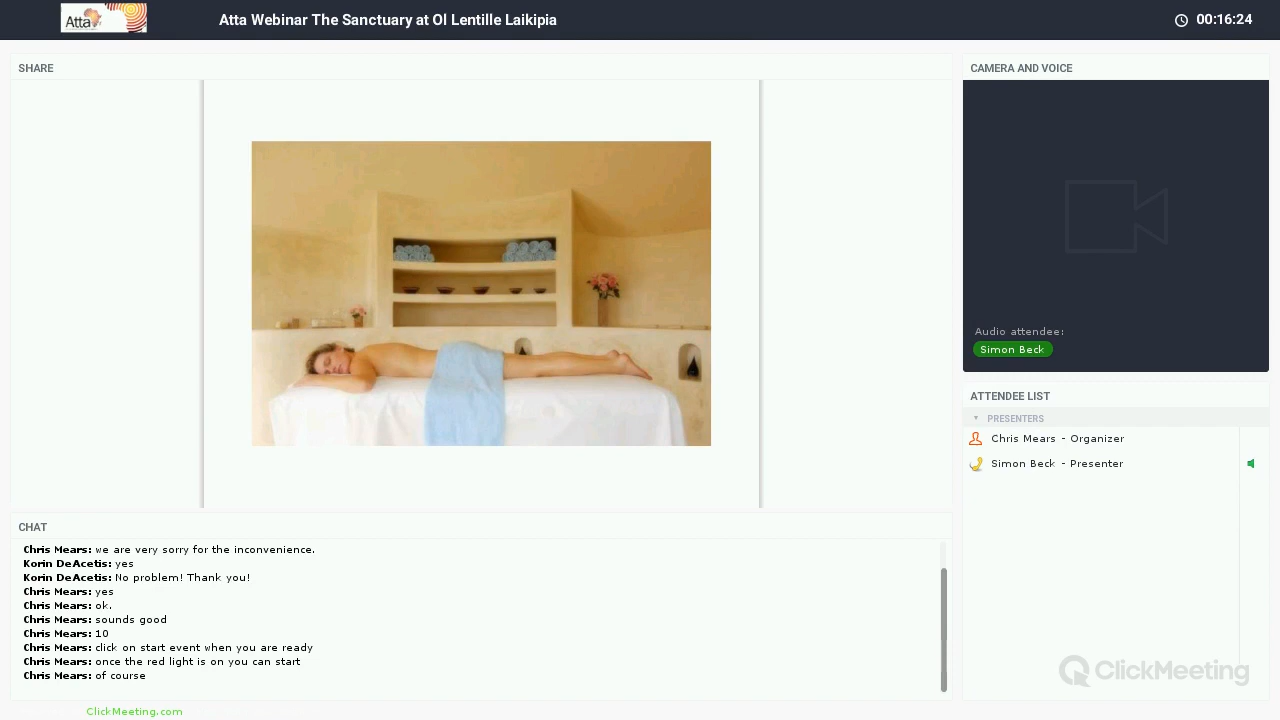 Atta
Atta Webinar The Sanctuary at Ol Lentille Laikipia
00:16:24
SHARE
CAMERA AND VOICE
Audio attendee:
Simon Beck
ATTENDEE LIST
PRESENTERS
Chris Mears - Organizer
Simon Beck - Presenter
CHAT
Chris Mears: we are very sorry for the inconvenience.
Korin DeAcetis: yes
Korin DeAcetis: No problem! Thank you!
Chris Mears: yes
Chris Mears: ok.
Chris Mears: sounds good
Chris Mears: 10
Chris Mears: click on start event when you are ready
Chris Mears: once the red light is on you can start
Chris Mears: of course
ClickMeeting
ClickMeeting.com